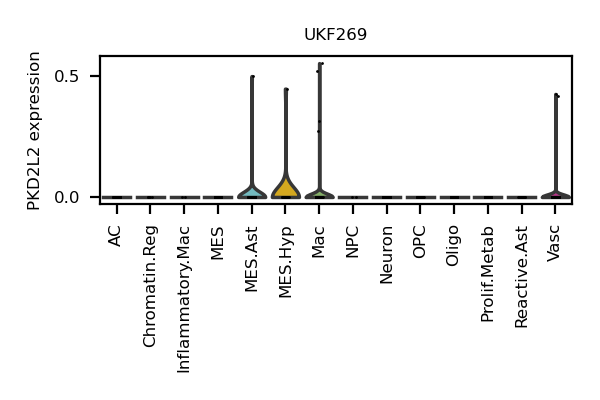 UKF269
PKD2L2 expression
0.5
0.0
AC
Chromatin.Reg
Inflammatory.Mac
MES
MES.Ast
MES.Hyp
Mac
NPC
Neuron
OPC
Oligo
Prolif.Metab
Reactive.Ast
Vasc